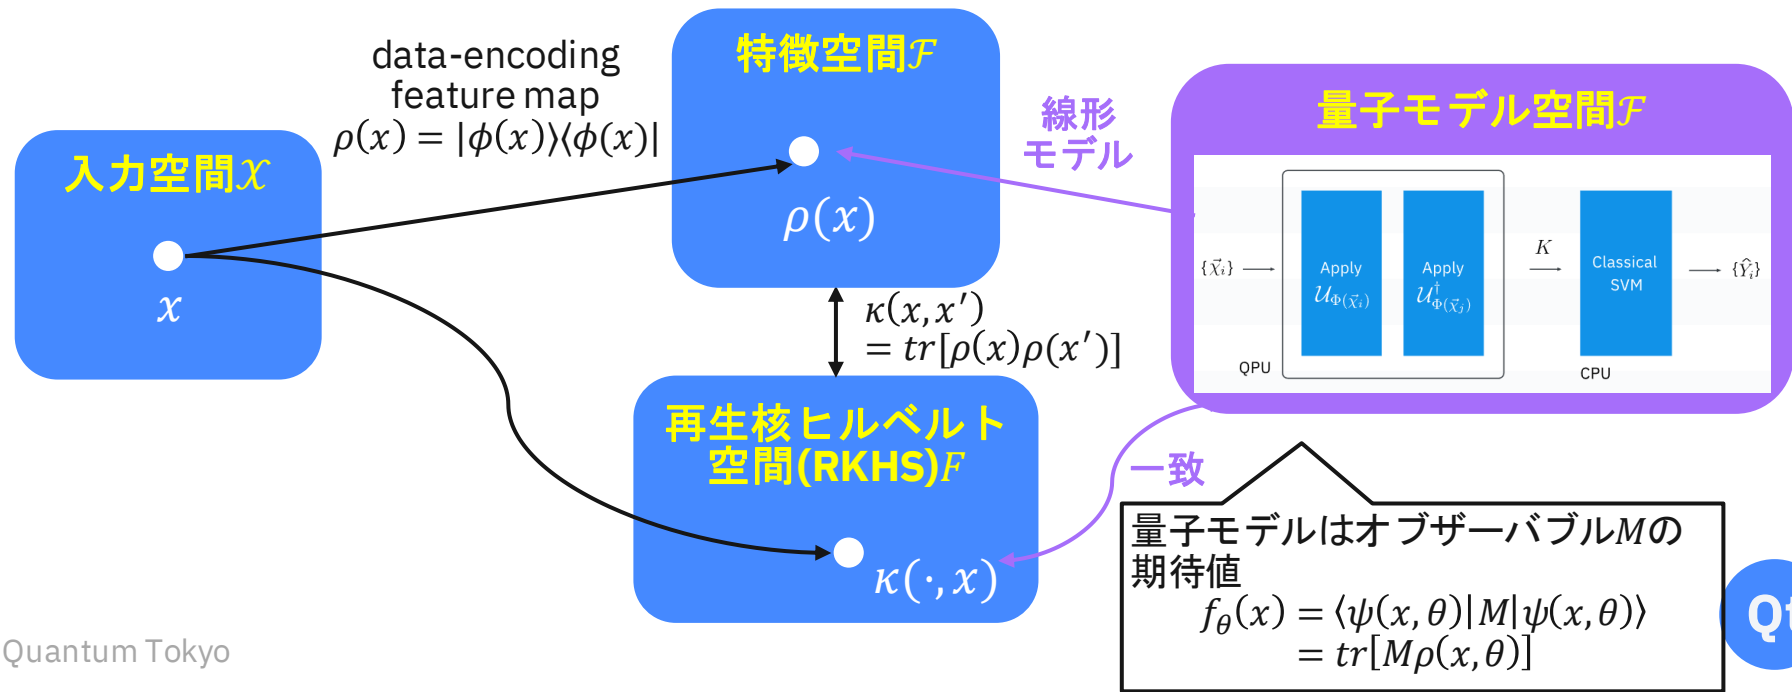 data-encoding
feature map
ρ(x) = |ϕ(x)⟩⟨ϕ(x)|
入力空間𝒳
x
特徴空間ℱ
ρ(x)
κ(x, x′)
= tr[ρ(x)ρ(x′)]
再生核ヒルベルト
空間(RKHS)F
κ(·, x)
線形
モデル
一致
量子モデル空間ℱ
{χ⃗ᵢ}
Apply
𝒰_Φ(χ⃗ᵢ)
Apply
𝒰†_Φ(χ⃗ⱼ)
QPU
K
Classical
SVM
CPU
{Ŷᵢ}
量子モデルはオブザーバブルMの
期待値
f_θ(x) = ⟨ψ(x, θ)|M|ψ(x, θ)⟩
= tr[Mρ(x, θ)]
Quantum Tokyo